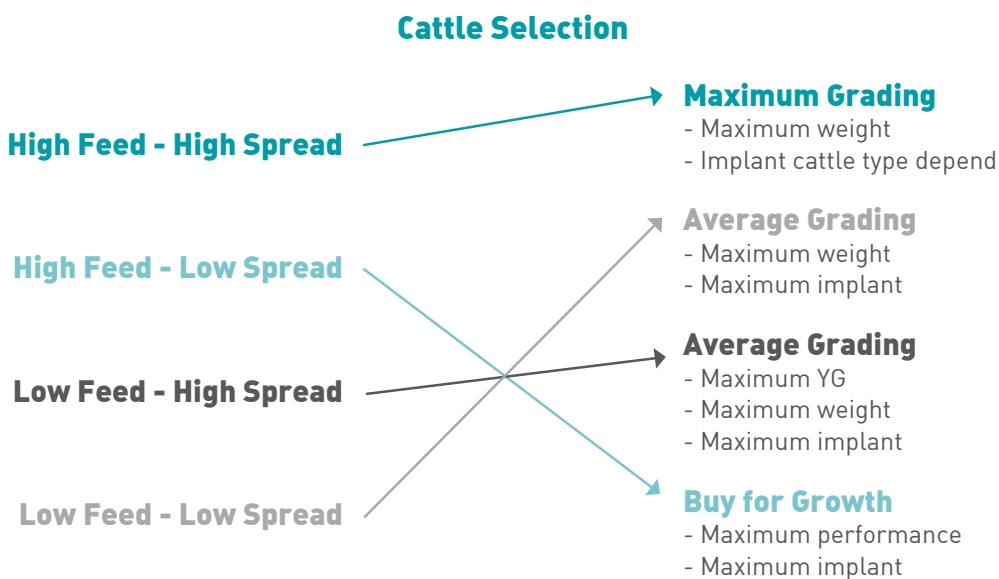 Cattle Selection
High Feed - High Spread
High Feed - Low Spread
Low Feed - High Spread
Low Feed - Low Spread
Maximum Grading
- Maximum weight
- Implant cattle type depend
Average Grading
- Maximum weight
- Maximum implant
Average Grading
- Maximum YG
- Maximum weight
- Maximum implant
Buy for Growth
- Maximum performance
- Maximum implant